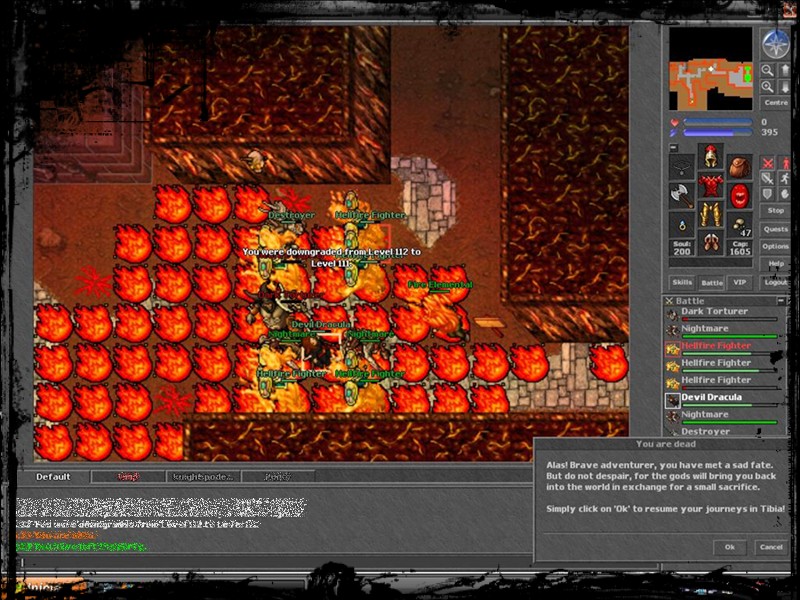 Destroyer
Hellfire Fighter
You were downgraded from Level 112 to
Level 111.
Fire Elemental
Devil Dracula
Nightmare
Nightmare
Hellfire Fighter
Hellfire Fighter
Centre
0
395
47
Soul:
200
Cap:
1605
Stop
Quests
Options
Help
Skills
Battle
VIP
Logout
Battle
Dark Torturer
Nightmare
Hellfire Fighter
Hellfire Fighter
Hellfire Fighter
Devil Dracula
Nightmare
Destroyer
You are dead
Alas! Brave adventurer, you have met a sad fate.
But do not despair, for the gods will bring you back
into the world in exchange for a small sacrifice.
Simply click on 'Ok' to resume your journeys in Tibia!
Ok
Cancel
Default